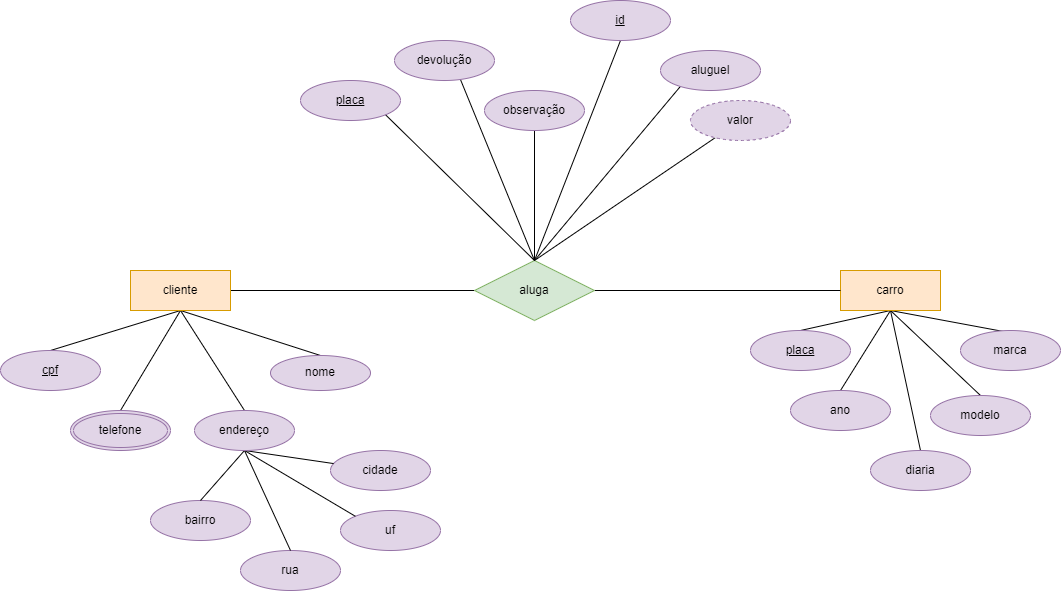 id
devolução
aluguel
placa
observação
valor
cliente
aluga
carro
cpf
nome
placa
marca
telefone
endereço
ano
modelo
cidade
diaria
bairro
uf
rua